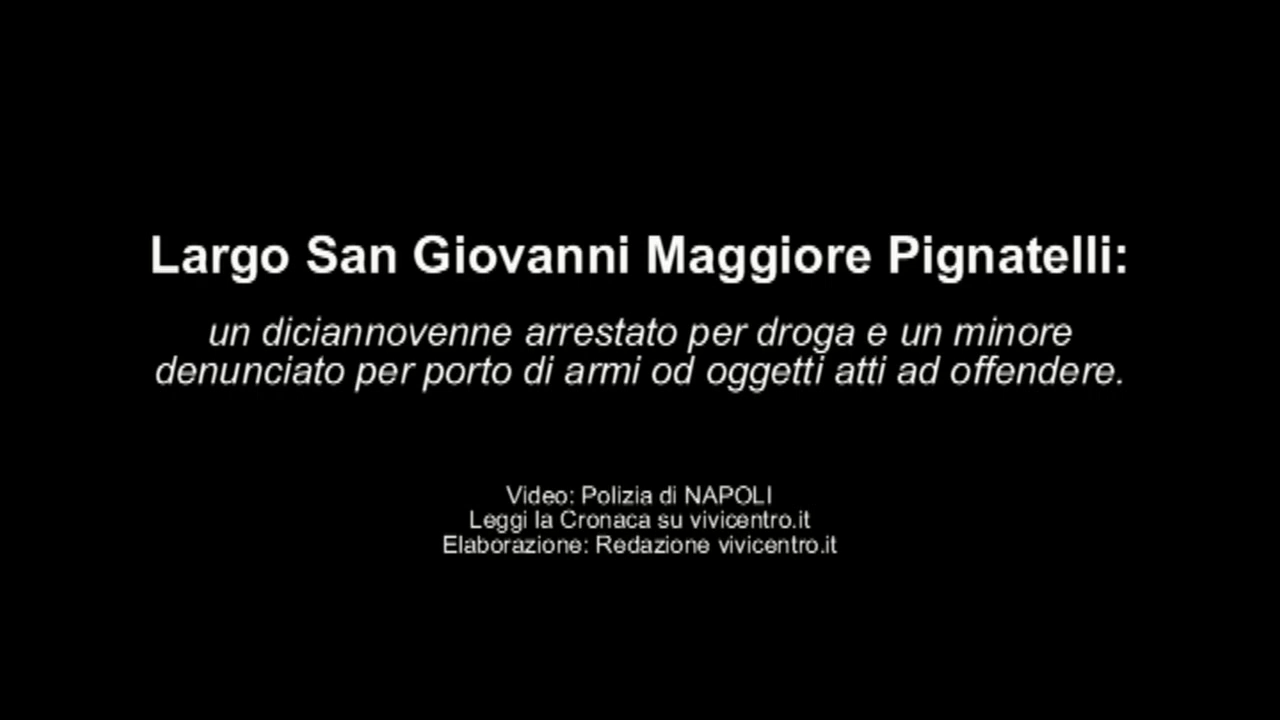 Largo San Giovanni Maggiore Pignatelli:
un diciannovenne arrestato per droga e un minore
denunciato per porto di armi od oggetti atti ad offendere.
Video: Polizia di NAPOLI
Leggi la Cronaca su vivicentro.it
Elaborazione: Redazione vivicentro.it